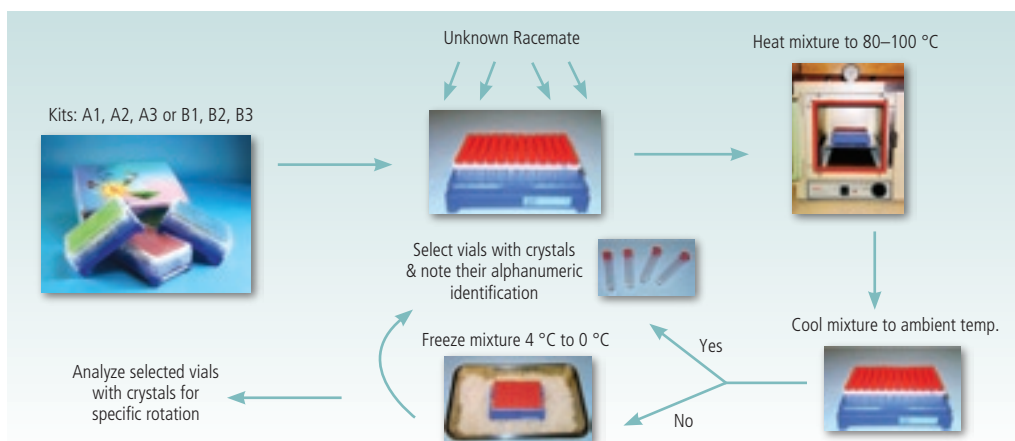 Unknown Racemate
Heat mixture to 80–100 °C
Kits: A1, A2, A3 or B1, B2, B3
Select vials with crystals
& note their alphanumeric
identification
Cool mixture to ambient temp.
Yes
Freeze mixture 4 °C to 0 °C
No
Analyze selected vials
with crystals for
specific rotation